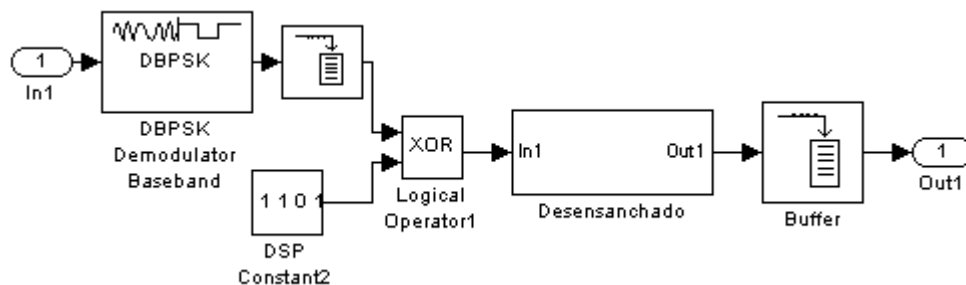 1
In1
DBPSK
DBPSK
Demodulator
Baseband
1 1 0 1
DSP
Constant2
XOR
Logical
Operator1
In1 Out1
Desensanchado
Buffer
1
Out1